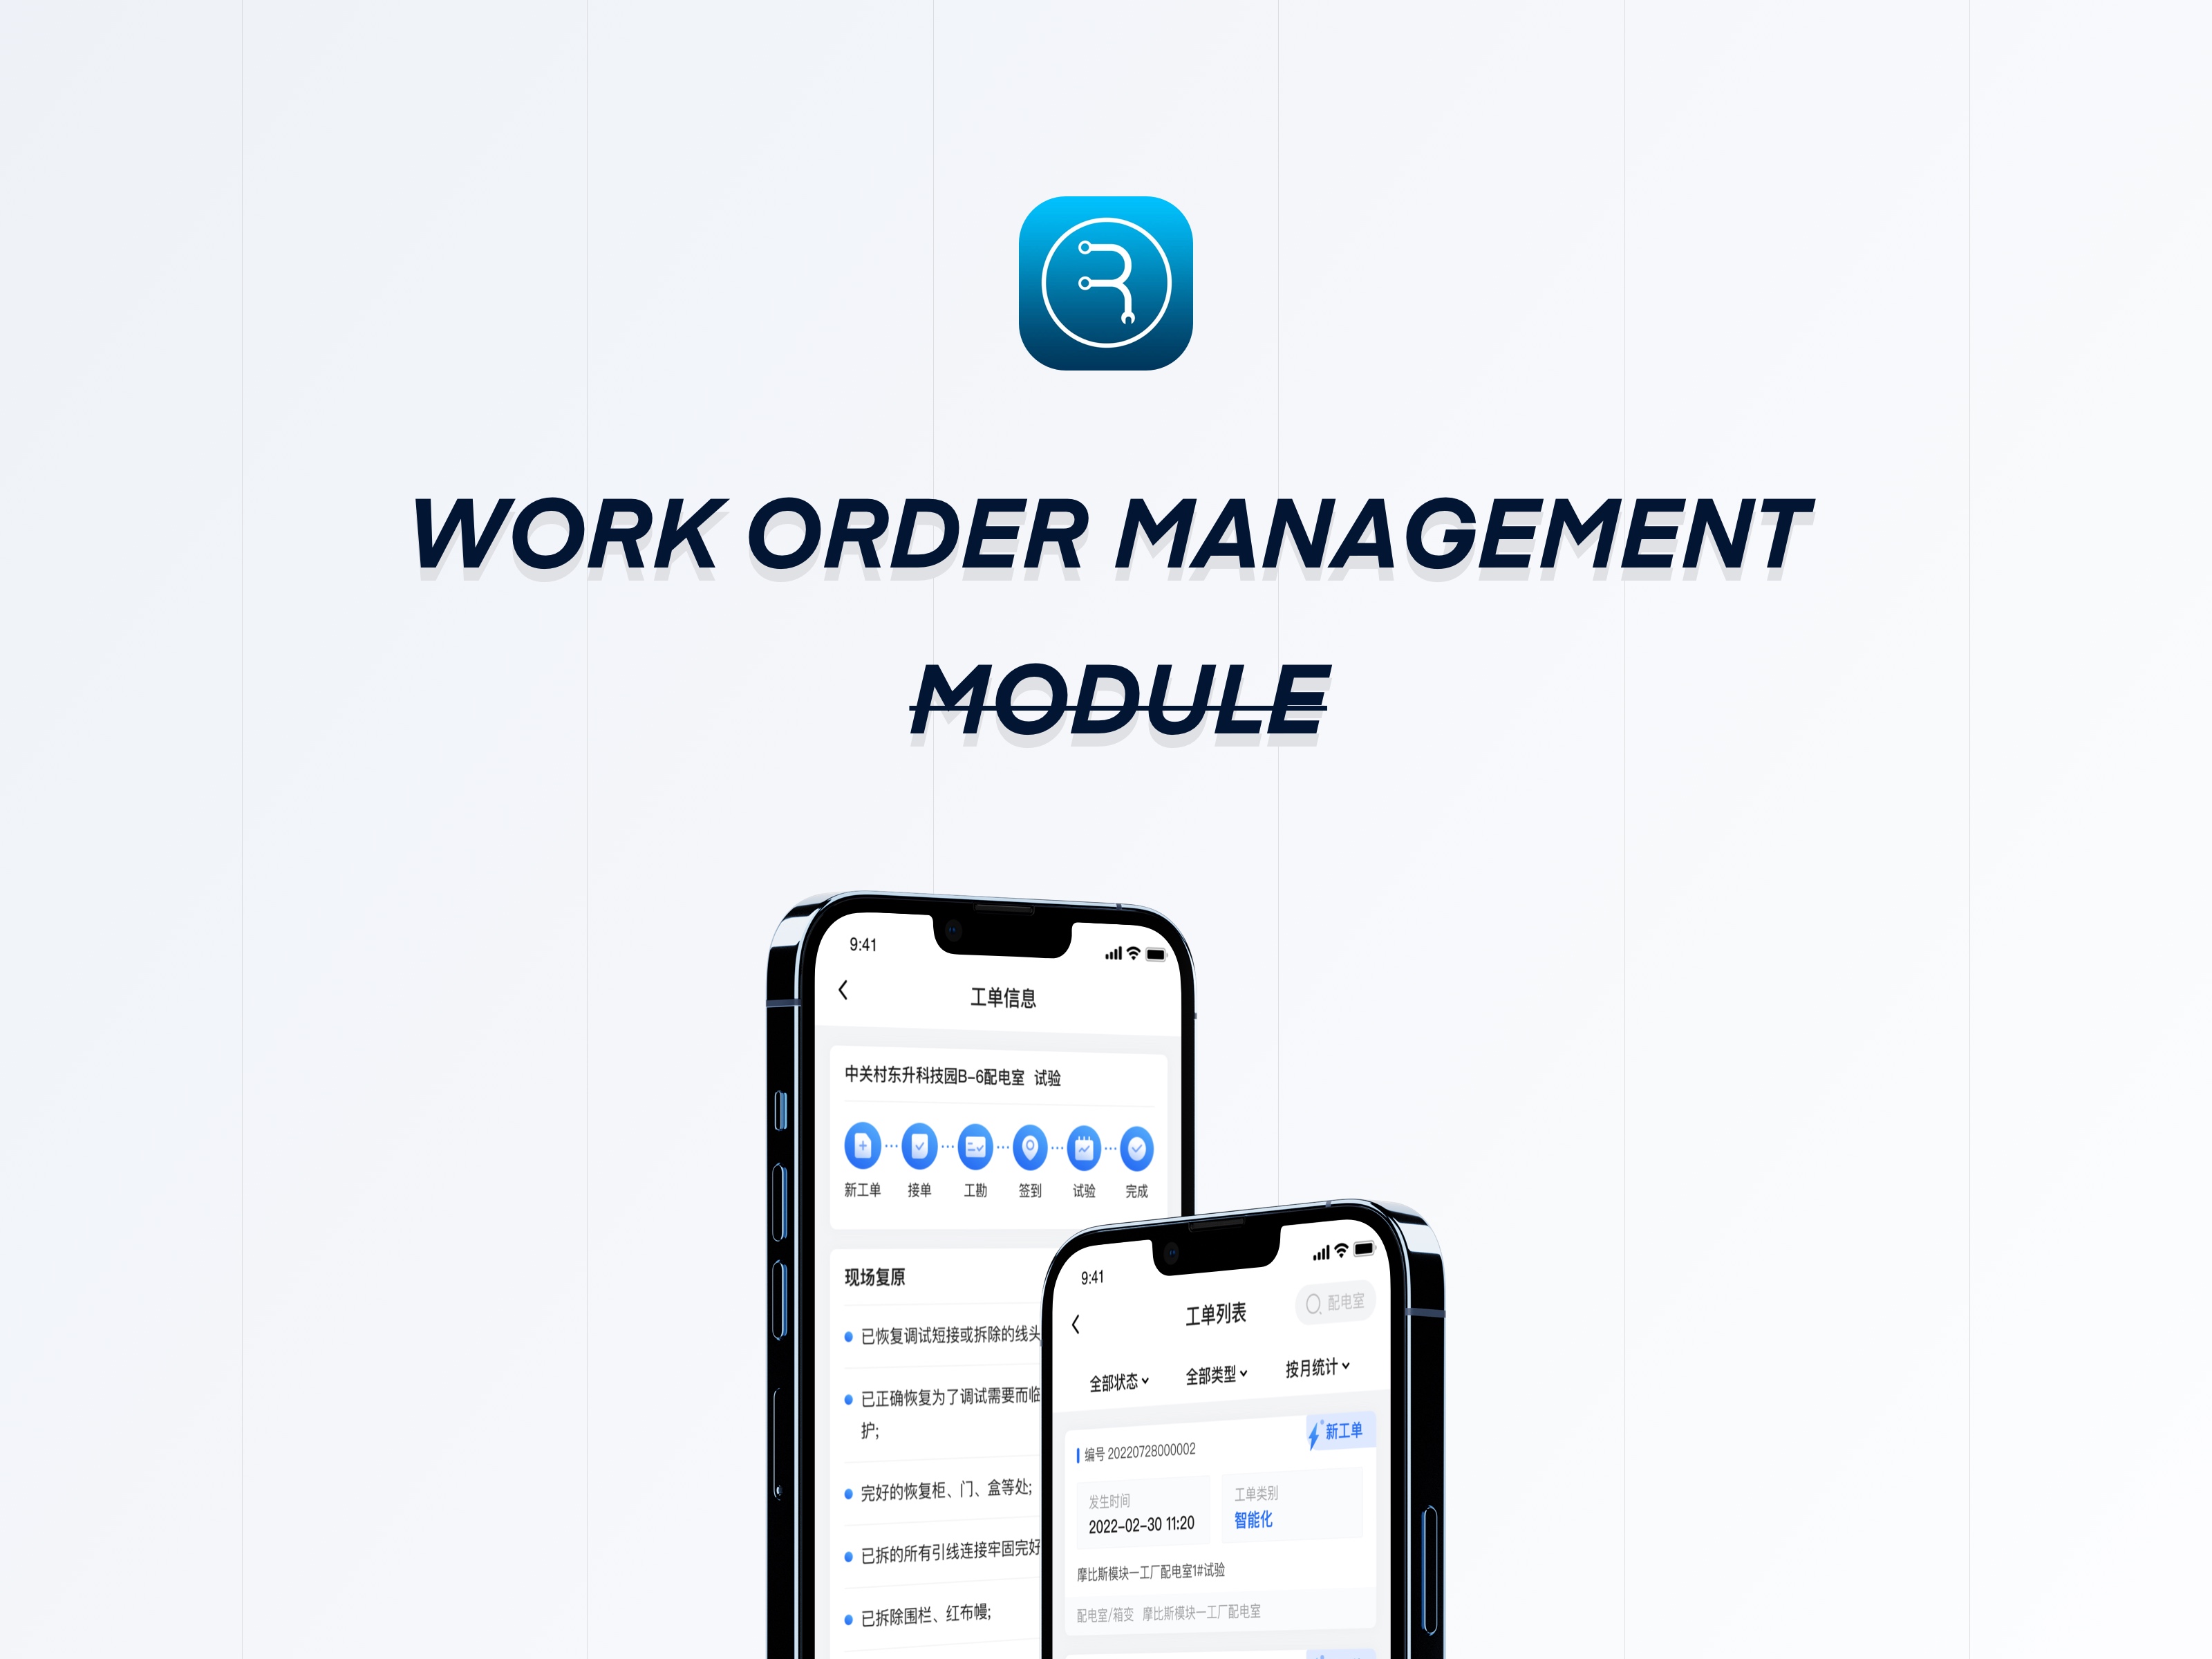 WORK ORDER MANAGEMENT
MODULE
9:41
工单信息
中关村东升科技园B-6配电室 试验
新工单 接单 工勘 签到 试验 完成
现场复原
已恢复调试短接或拆除的线头
已正确恢复为了调试需要而临
护;
完好的恢复柜、门、盒等处;
已拆的所有引线连接牢固完好
已拆除围栏、红布幔;
9:41
工单列表
配电室
全部状态 全部类型 按月统计
新工单
编号 20220728000002
发生时间
2022-02-30 11:20
工单类别
智能化
摩比斯模块一工厂配电室1#试验
配电室/箱变 摩比斯模块一工厂配电室